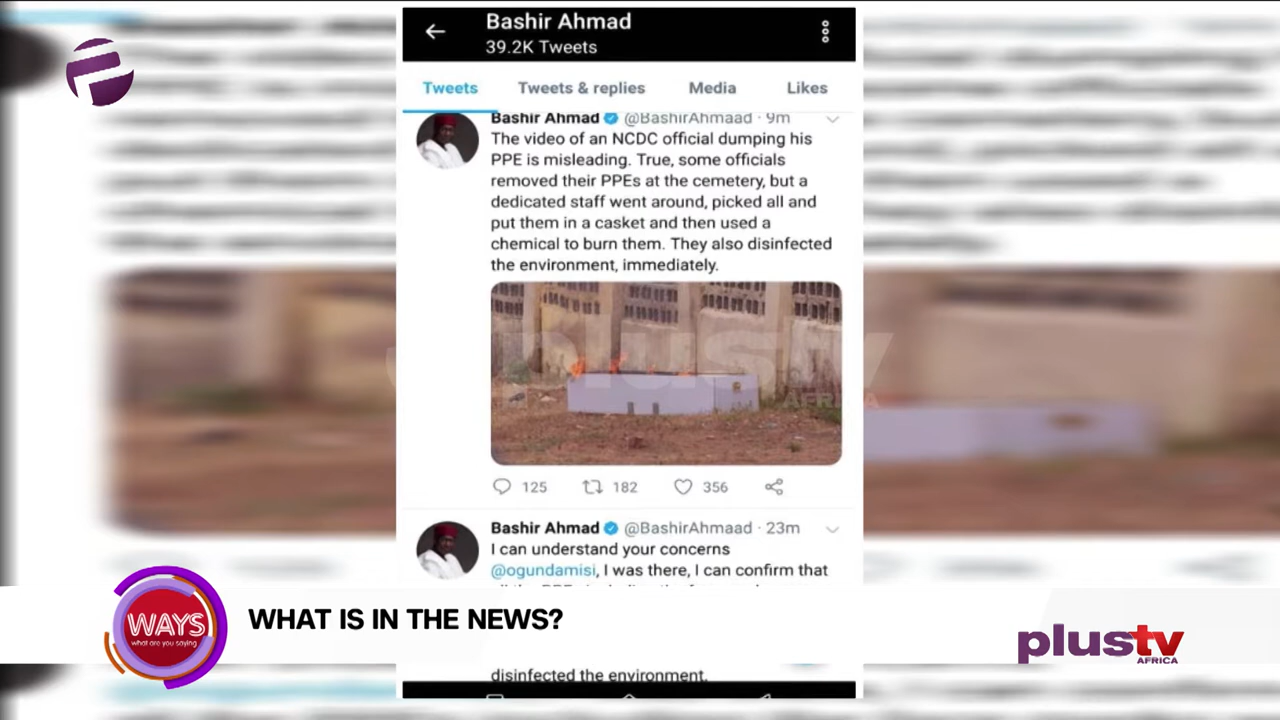 Bashir Ahmad
39.2K Tweets
Tweets
Tweets & replies
Media
Likes
Bashir Ahmad @BashirAhmaad · 9m
The video of an NCDC official dumping his
PPE is misleading. True, some officials
removed their PPEs at the cemetery, but a
dedicated staff went around, picked all and
put them in a casket and then used a
chemical to burn them. They also disinfected
the environment, immediately.
plustv
AFRICA
125
182
356
Bashir Ahmad @BashirAhmaad · 23m
I can understand your concerns
@ogundamisi, I was there, I can confirm that
WAYS
what are you saying
WHAT IS IN THE NEWS?
plustv
AFRICA
disinfected the environment.